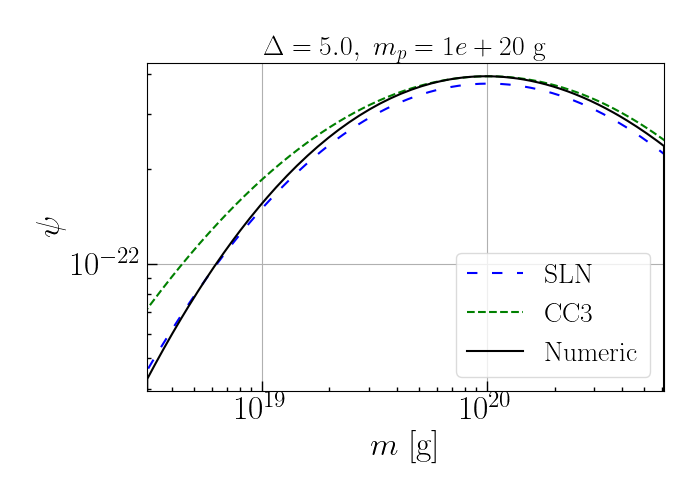 Δ = 5.0, m_p = 1e + 20 g
ψ
10^{-22}
SLN
CC3
Numeric
10^{19}
10^{20}
m [g]